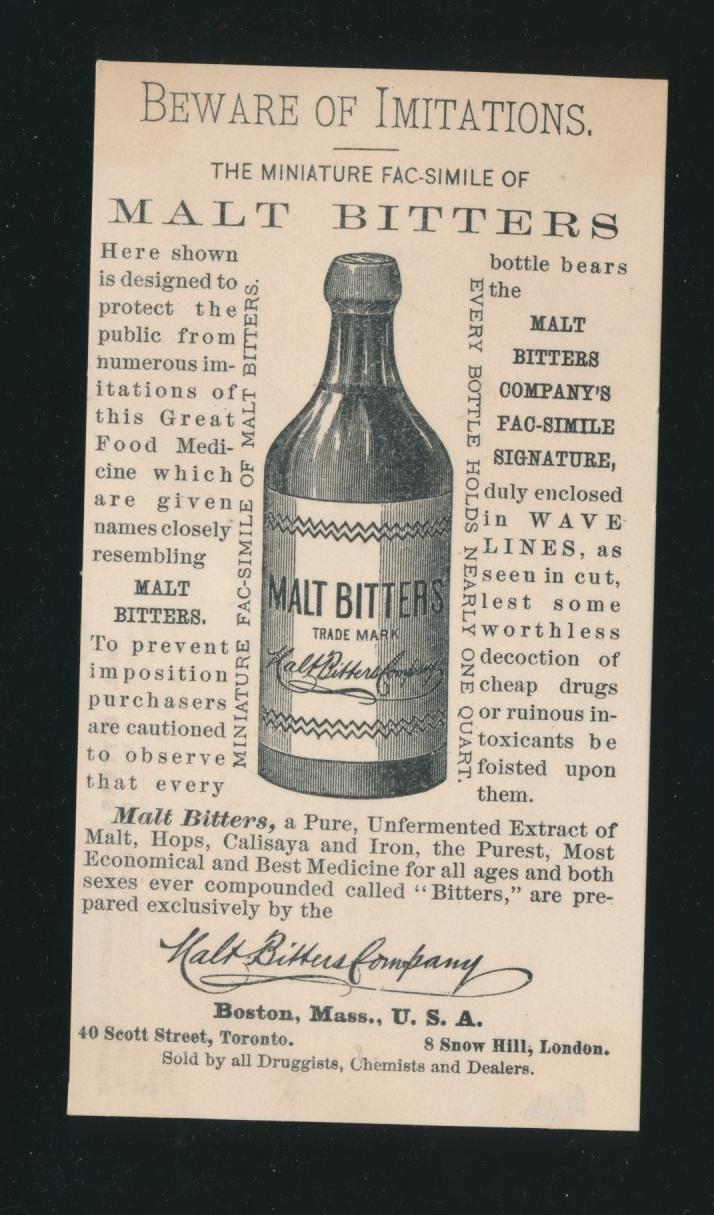 BEWARE OF IMITATIONS.
THE MINIATURE FAC-SIMILE OF
MALT BITTERS
Here shown
is designed to
protect the
public from
numerous im-
itations of
this Great
Food Medi-
cine which
are given
names closely
resembling
MALT
BITTERS.
To prevent
imposition
purchasers
are cautioned
to observe
that every
MINIATURE FAC-SIMILE OF MALT BITTERS.
MALT BITTERS
TRADE MARK
Malt Bitters Company
EVERY BOTTLE HOLDS NEARLY ONE QUART.
bottle bears
the
MALT
BITTERS
COMPANY'S
FAC-SIMILE
SIGNATURE,
duly enclosed
in WAVE
LINES, as
seen in cut,
lest some
worthless
decoction of
cheap drugs
or ruinous in-
toxicants be
foisted upon
them.
Malt Bitters, a Pure, Unfermented Extract of
Malt, Hops, Calisaya and Iron, the Purest, Most
Economical and Best Medicine for all ages and both
sexes ever compounded called "Bitters," are pre-
pared exclusively by the
Malt Bitters Company
Boston, Mass., U. S. A.
40 Scott Street, Toronto. 8 Snow Hill, London.
Sold by all Druggists, Chemists and Dealers.